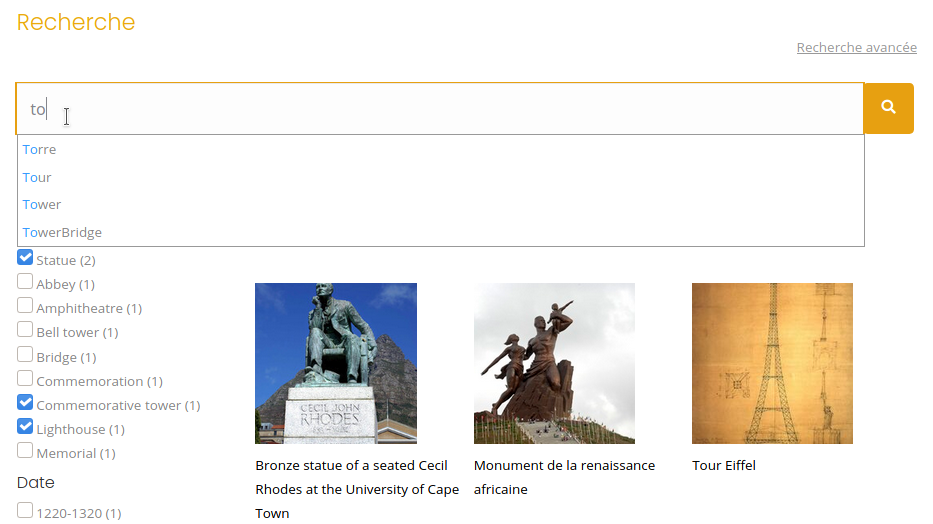 Recherche
Recherche avancée
to
Torre
Tour
Tower
TowerBridge
Statue (2)
Abbey (1)
Amphitheatre (1)
Bell tower (1)
Bridge (1)
Commemoration (1)
Commemorative tower (1)
Lighthouse (1)
Memorial (1)
Date
1220-1320 (1)
CECIL JOHN
RHODES
Bronze statue of a seated Cecil
Rhodes at the University of Cape
Town
Monument de la renaissance
africaine
Tour Eiffel